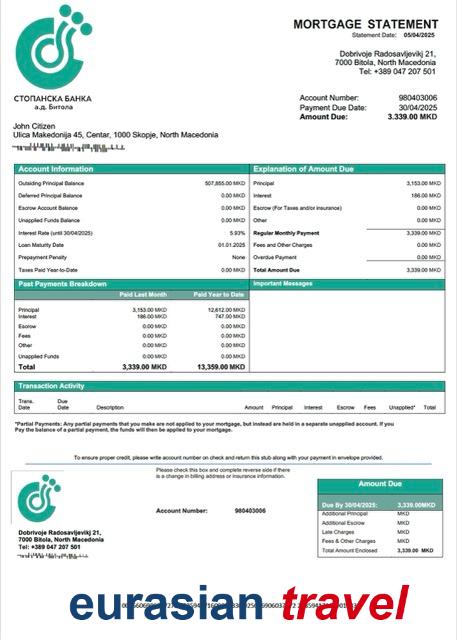 MORTGAGE STATEMENT
Statement Date: 05/04/2025
Dobrivoje Radosavljevikj 21,
7000 Bitola, North Macedonia
Tel: +389 047 207 501
СТОПАНСКА БАНКА
а.д. Битола
Account Number: 980403006
Payment Due Date: 30/04/2025
Amount Due: 3.339.00 MKD
John Citizen
Ulica Makedonija 45, Centar, 1000 Skopje, North Macedonia
Account Information
Outsiding Principal Balance 507,855.00 MKD
Deferred Principal Balance 0.00 MKD
Escrow Account Balance 0.00 MKD
Unapplied Funds Balance 0.00 MKD
Interest Rate (until 30/04/2025) 5.93%
Loan Maturity Date 01.01.2025
Prepayment Penalty None
Taxes Paid Year-to-Date 0.00 MKD
Explanation of Amount Due
Principal 3,153.00 MKD
Interest 186.00 MKD
Escrow (For Taxes and/or insurance) 0.00 MKD
Other 0.00 MKD
Regular Monthly Payment 3,339.00 MKD
Fees and Other Charges 0.00 MKD
Overdue Payment 0.00 MKD
Total Amount Due 3,339.00 MKD
Past Payments Breakdown
Paid Last Month Paid Year to Date
Principal 3,153.00 MKD 12,612.00 MKD
Interest 186.00 MKD 747.00 MKD
Escrow 0.00 MKD 0.00 MKD
Fees 0.00 MKD 0.00 MKD
Other 0.00 MKD 0.00 MKD
Unapplied Funds 0.00 MKD 0.00 MKD
Total 3,339.00 MKD 13,359.00 MKD
Important Messages
Transaction Activity
Trans. Date Due Date Description Amount Principal Interest Escrow Fees Unapplied* Total
*Partial Payments: Any partial payments that you make are not applied to your mortgage, but instead are held in a separate unapplied account. If you
Pay the balance of a partial payment, the funds will then be applied to your mortgage.
To ensure proper credit, please write account number on check and return this stub along with your payment in envelope provided.
Please check this box and complete reverse side if there
is a change in billing address or insurance information.
Dobrivoje Radosavljevikj 21,
7000 Bitola, North Macedonia
Tel: +389 047 207 501
Account Number: 980403006
Amount Due
Due By 30/04/2025: 3,339.00MKD
Additional Principal MKD
Additional Escrow MKD
Late Charges MKD
Fees & Other Charges MKD
Total Amount Enclosed 3,339.00 MKD
eurasian travel